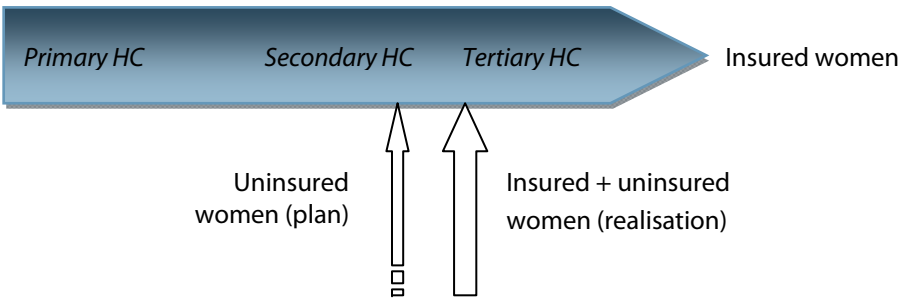 Primary HC Secondary HC Tertiary HC Insured women
Uninsured
women (plan)
Insured + uninsured
women (realisation)